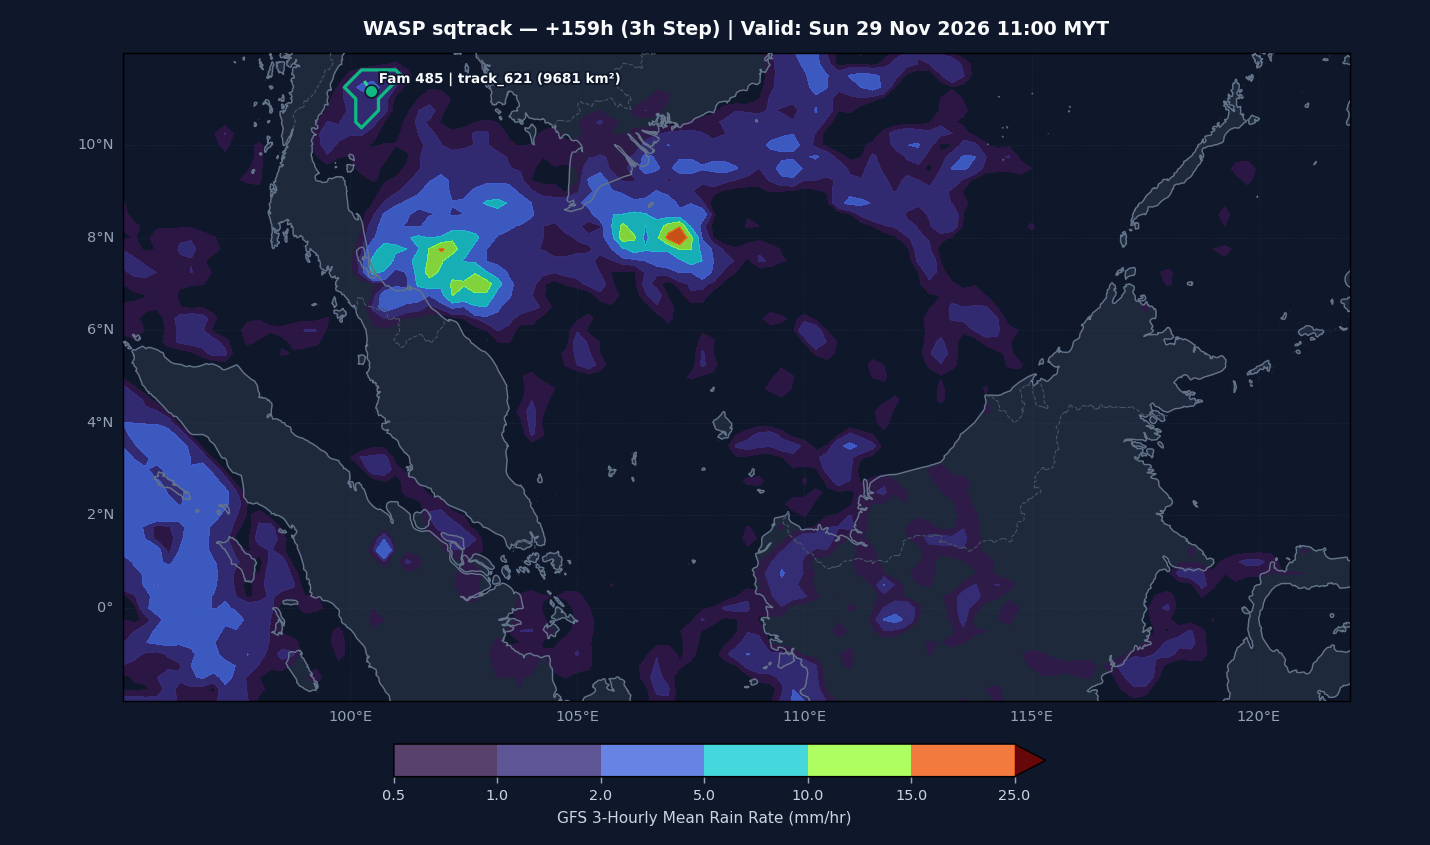 WASP sqtrack — +159h (3h Step) | Valid: Sun 29 Nov 2026 11:00 MYT
Fam 485 | track_621 (9681 km²)
10°N
8°N
6°N
4°N
2°N
0°
100°E 105°E 110°E 115°E 120°E
0.5 1.0 2.0 5.0 10.0 15.0 25.0
GFS 3-Hourly Mean Rain Rate (mm/hr)